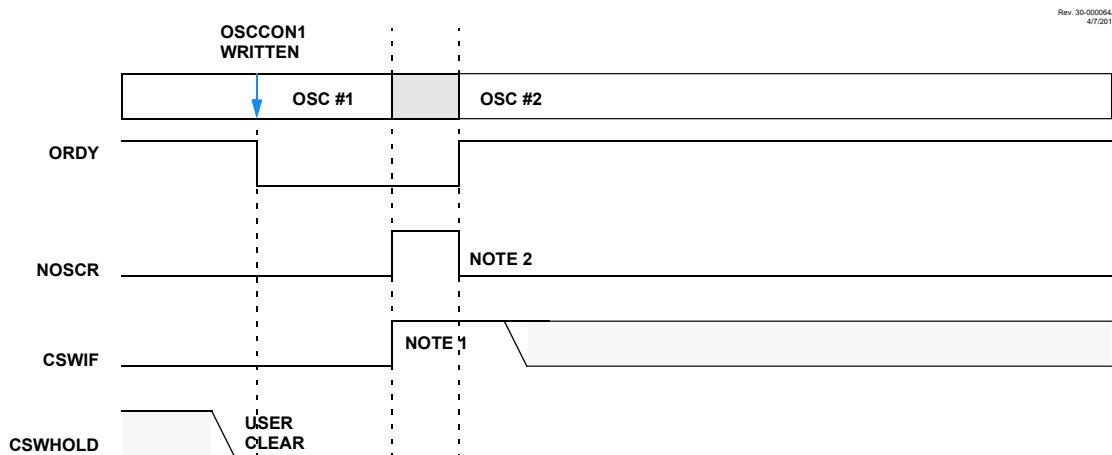 Rev. 30-000064
4/7/201
OSCCON1
WRITTEN
OSC #1
OSC #2
ORDY
NOSCR
NOTE 2
CSWIF
NOTE 1
USER
CLEAR
CSWHOLD